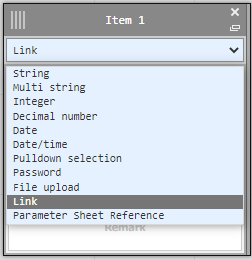 Item 1
Link
String
Multi string
Integer
Decimal number
Date
Date/time
Pulldown selection
Password
File upload
Link
Parameter Sheet Reference
Remark